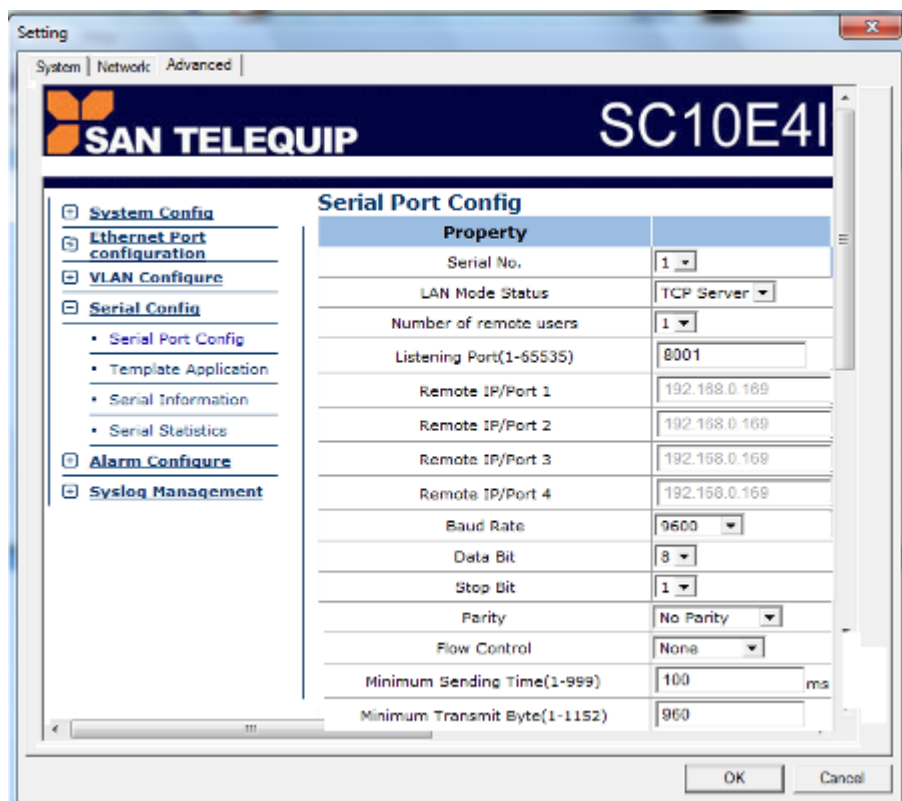 Setting
System Network Advanced
SAN TELEQUIP
SC10E4I
System Config
Ethernet Port
configuration
VLAN Configure
Serial Config
Serial Port Config
Template Application
Serial Information
Serial Statistics
Alarm Configure
Syslog Management
Serial Port Config
Property
Serial No. 1
LAN Mode Status TCP Server
Number of remote users 1
Listening Port(1-65535) 8001
Remote IP/Port 1 192.168.0.169
Remote IP/Port 2 192.168.0.169
Remote IP/Port 3 192.168.0.169
Remote IP/Port 4 192.168.0.169
Baud Rate 9600
Data Bit 8
Stop Bit 1
Parity No Parity
Flow Control None
Minimum Sending Time(1-999) 100 ms
Minimum Transmit Byte(1-1152) 960
OK Cancel